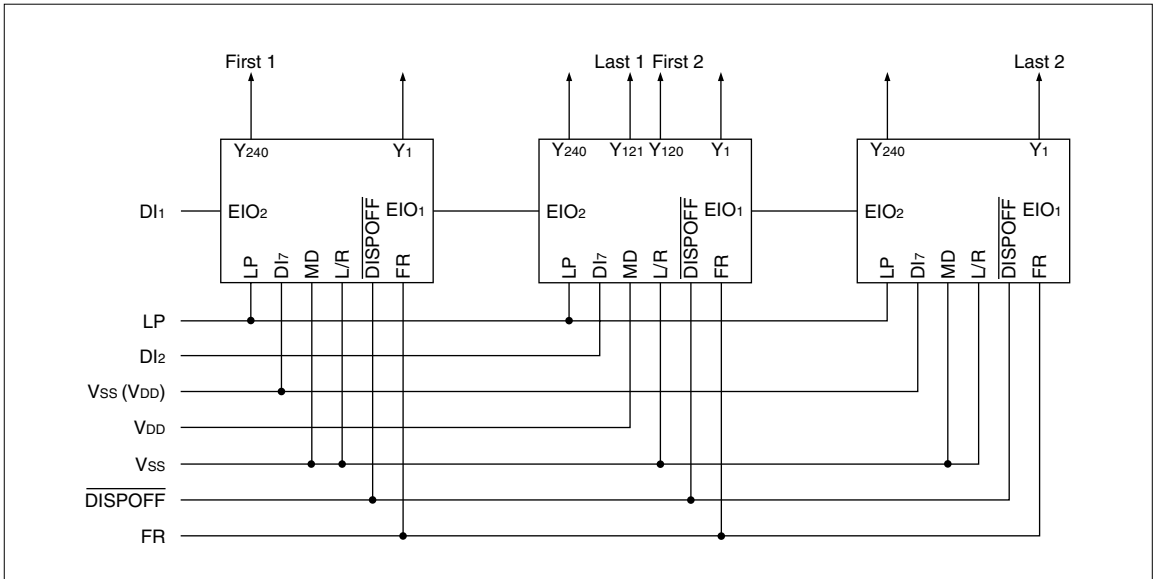 First 1 Last 1 First 2 Last 2
Y240 Y1 Y240 Y121 Y120 Y1 Y240 Y1
DI1 EIO2 EIO1 EIO2 EIO1 EIO2 EIO1
LP DI7 MD L/R DISPOFF FR LP DI7 MD L/R DISPOFF FR LP DI7 MD L/R DISPOFF FR
LP
DI2
VSS (VDD)
VDD
VSS
DISPOFF
FR